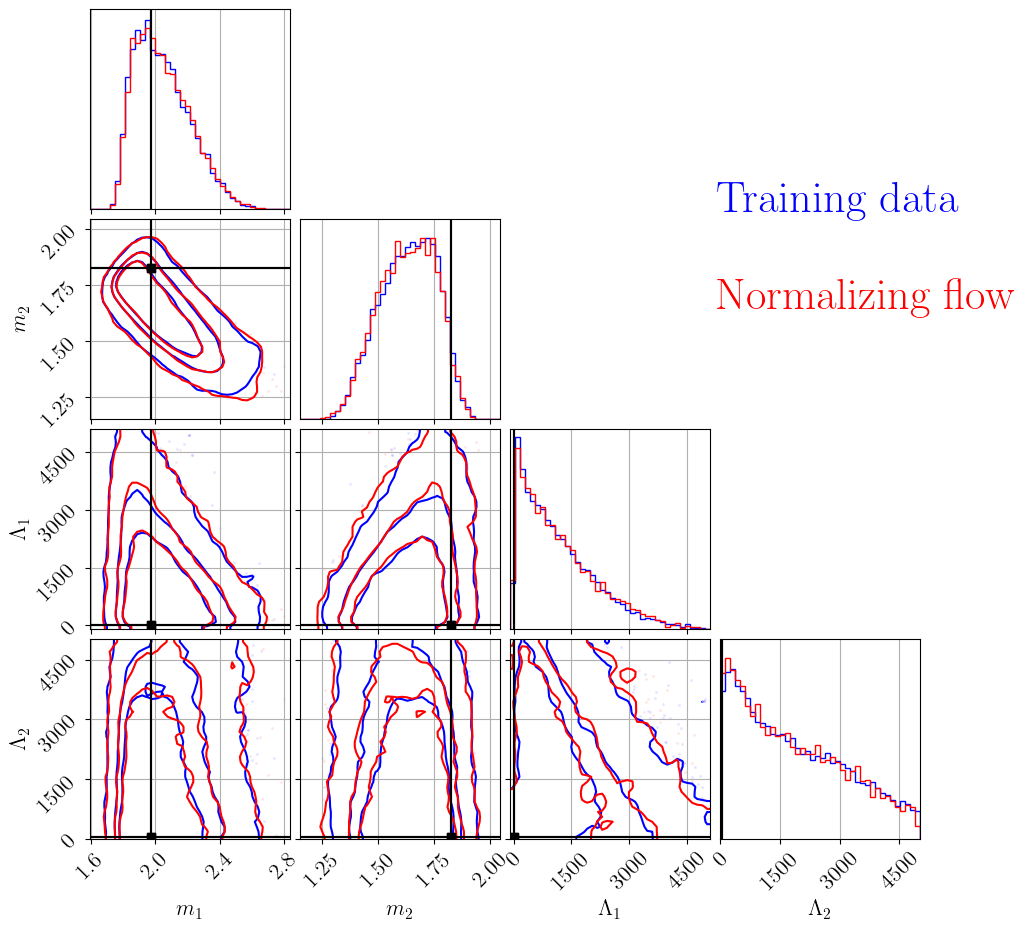 Training data
Normalizing flow
m₂
2.00
1.75
1.50
1.25
Λ₁
4500
3000
1500
0
Λ₂
4500
3000
1500
0
1.6 2.0 2.4 2.8
1.25 1.50 1.75 2.00
0 1500 3000 4500
0 1500 3000 4500
m₁ m₂ Λ₁ Λ₂